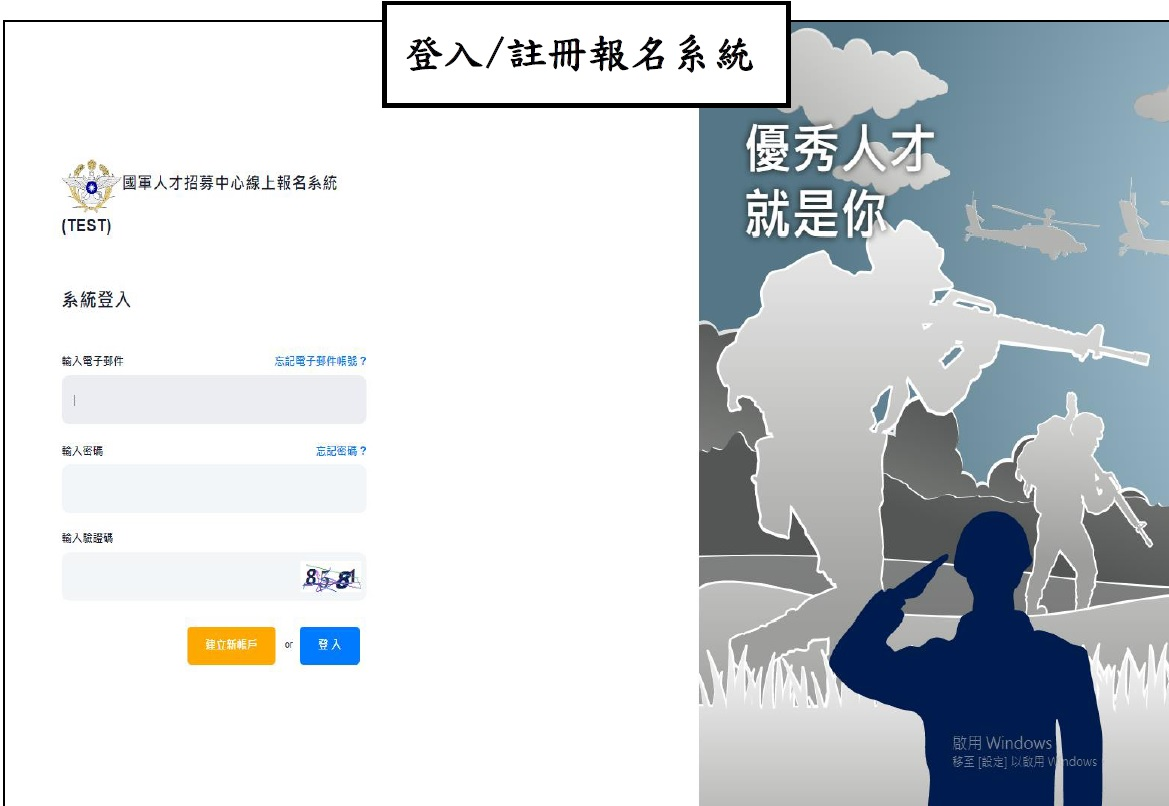 登入/註冊報名系統
國軍人才招募中心線上報名系統
(TEST)
系統登入
輸入電子郵件
忘記電子郵件帳號？
輸入密碼
忘記密碼？
輸入驗證碼
建立新帳戶
or
登入
優秀人才
就是你
啟用 Windows
移至 [設定] 以啟用 Windows